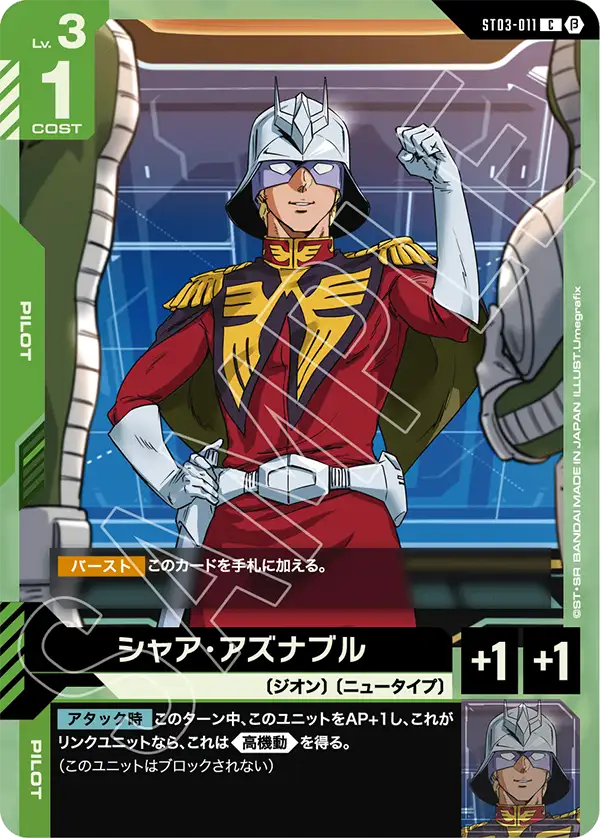 ST03-011 C β
Lv. 3
1
COST
PILOT
SAMPLE
©ST・SR BANDAI MADE IN JAPAN ILLUST.Umegrafix
バースト このカードを手札に加える。
シャア・アズナブル
+1 +1
〔ジオン〕〔ニュータイプ〕
PILOT
アタック時 このターン中、このユニットをAP+1し、これが
リンクユニットなら、これは 高機動 を得る。
(このユニットはブロックされない)